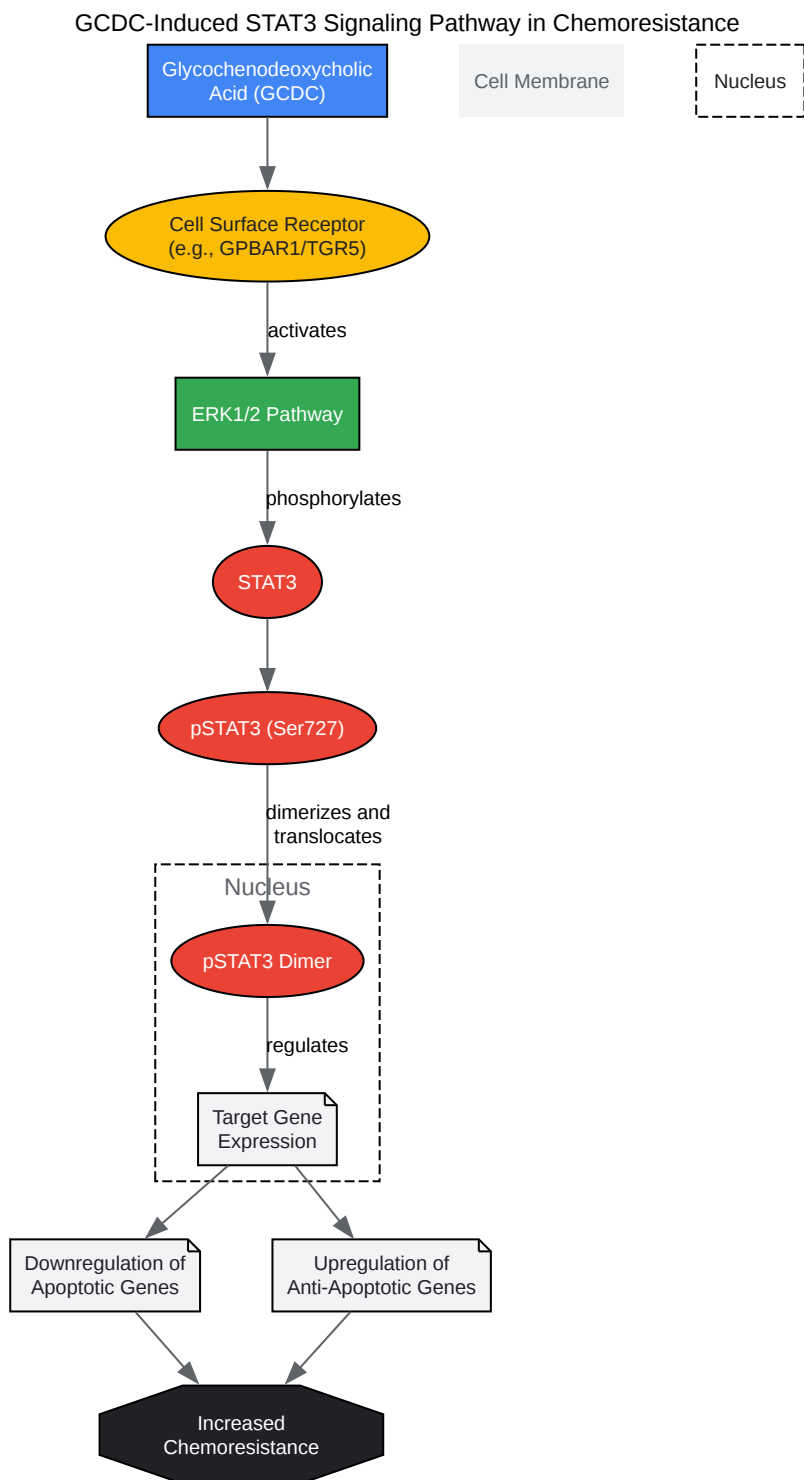 GCDC-Induced STAT3 Signaling Pathway in Chemoresistance
Glycochenodeoxycholic
Acid (GCDC)
Cell Membrane
Nucleus
Cell Surface Receptor
(e.g., GPBAR1/TGR5)
activates
ERK1/2 Pathway
phosphorylates
STAT3
pSTAT3 (Ser727)
dimerizes and
translocates
Nucleus
pSTAT3 Dimer
regulates
Target Gene
Expression
Downregulation of
Apoptotic Genes
Upregulation of
Anti-Apoptotic Genes
Increased
Chemoresistance